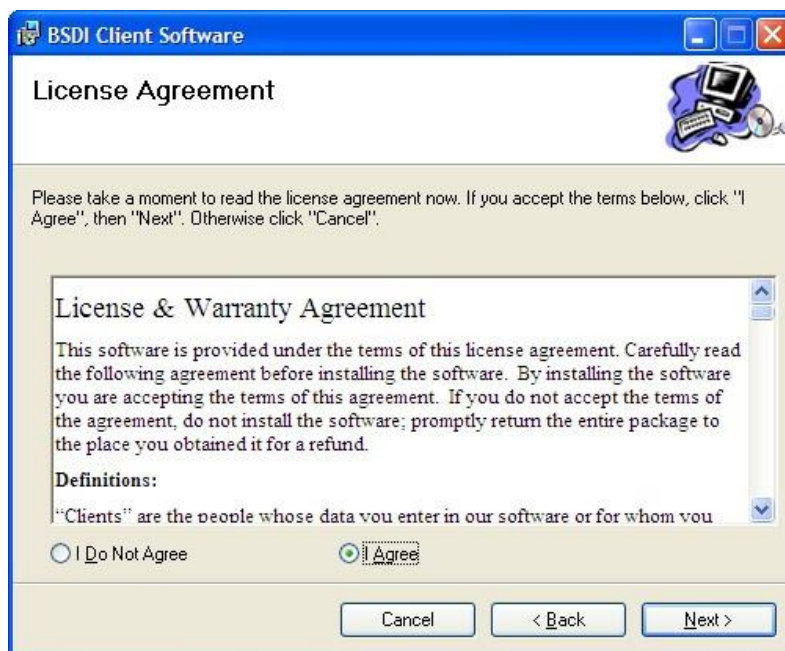 BSDI Client Software
License Agreement
Please take a moment to read the license agreement now. If you accept the terms below, click "I
Agree", then "Next". Otherwise click "Cancel".
License & Warranty Agreement
This software is provided under the terms of this license agreement. Carefully read
the following agreement before installing the software.  By installing the software
you are accepting the terms of this agreement.  If you do not accept the terms of
the agreement, do not install the software; promptly return the entire package to
the place you obtained it for a refund.
Definitions:
“Clients” are the people whose data you enter in our software or for whom you
I Do Not Agree
I Agree
Cancel
< Back
Next >